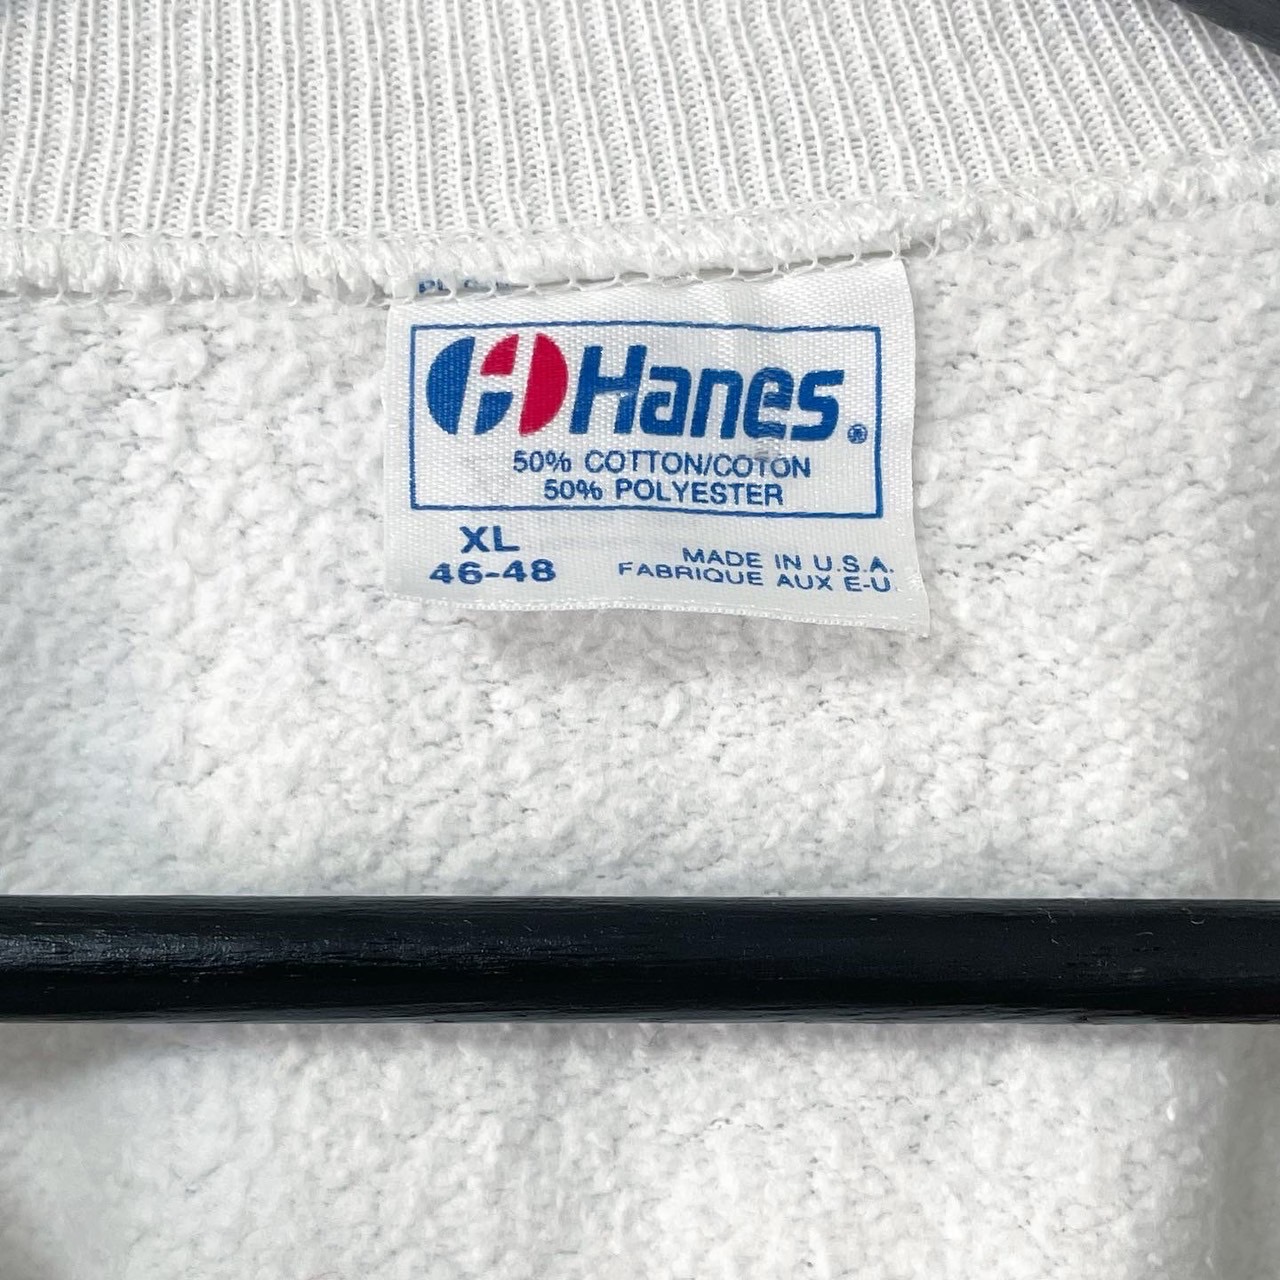 Hanes®
50% COTTON/COTON
50% POLYESTER
XL
46-48
MADE IN U.S.A.
FABRIQUE AUX E-U